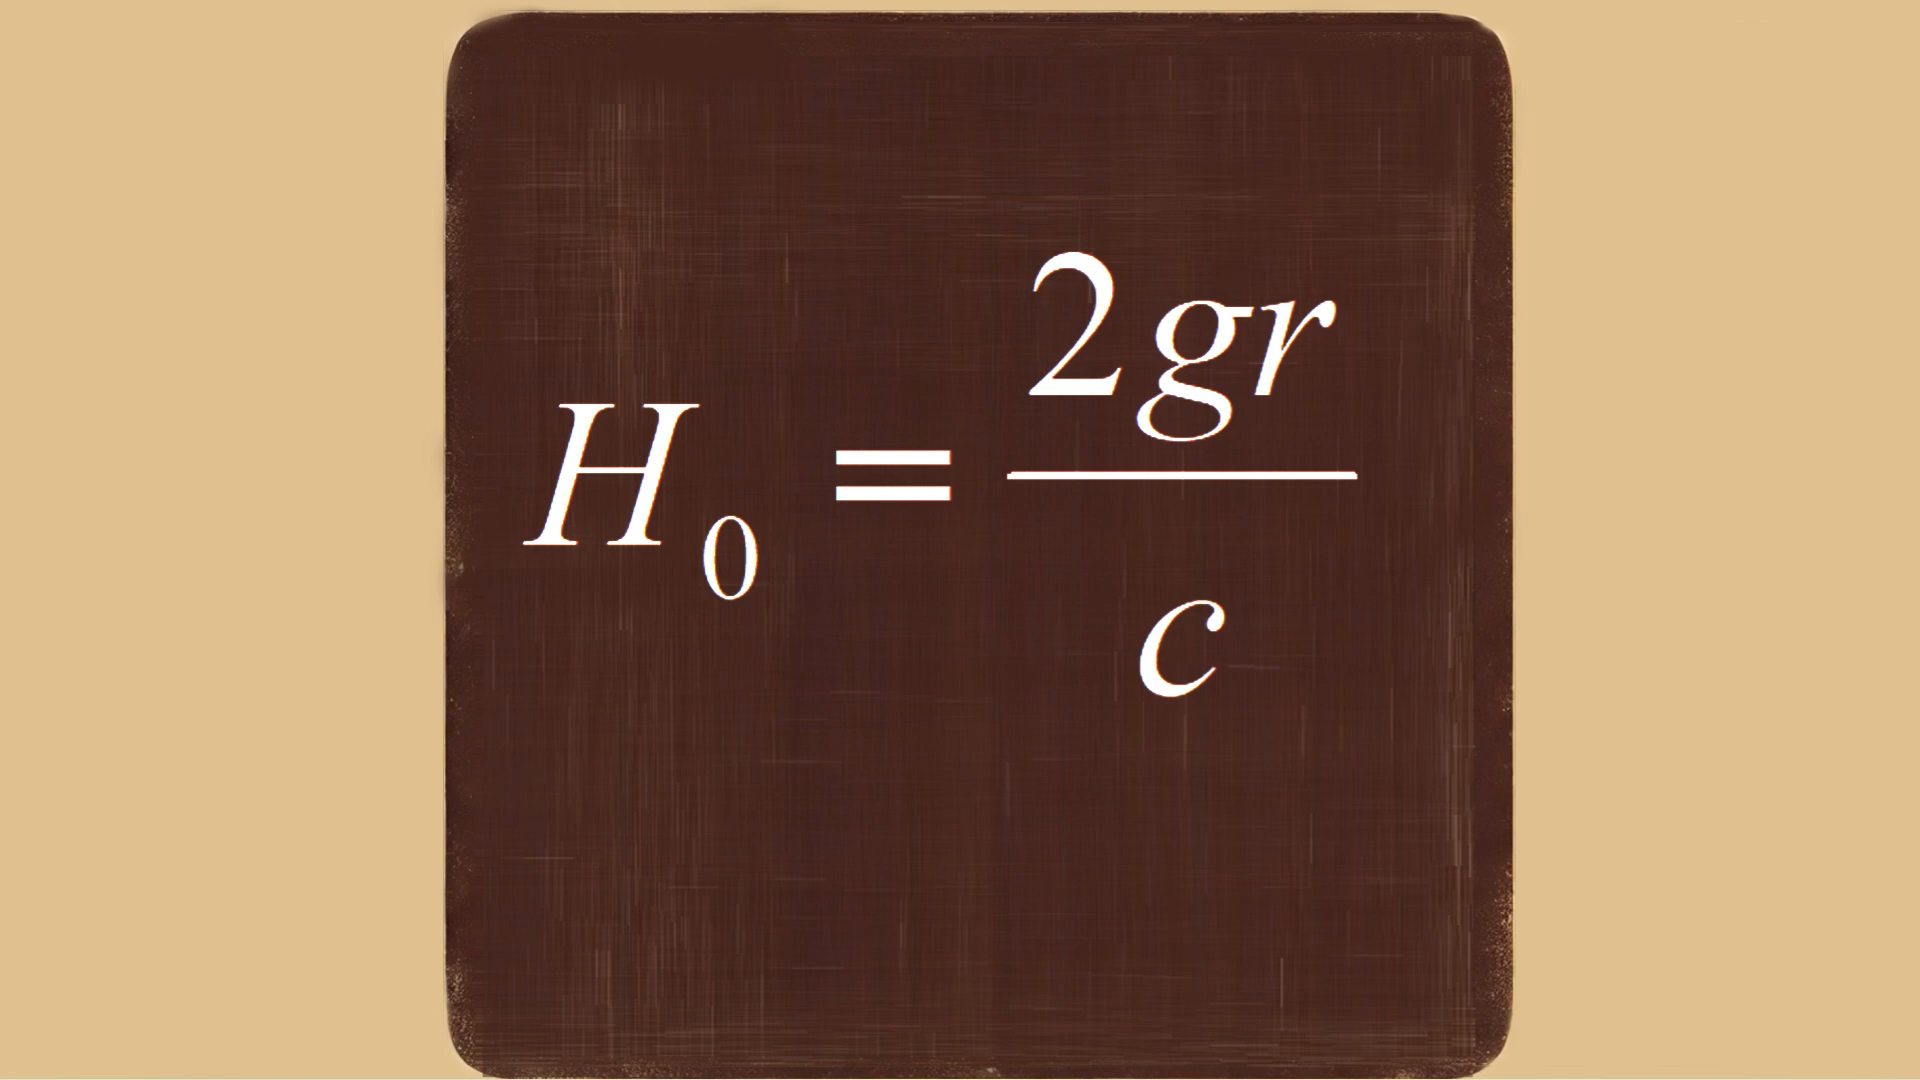 H₀ = 2gr / c